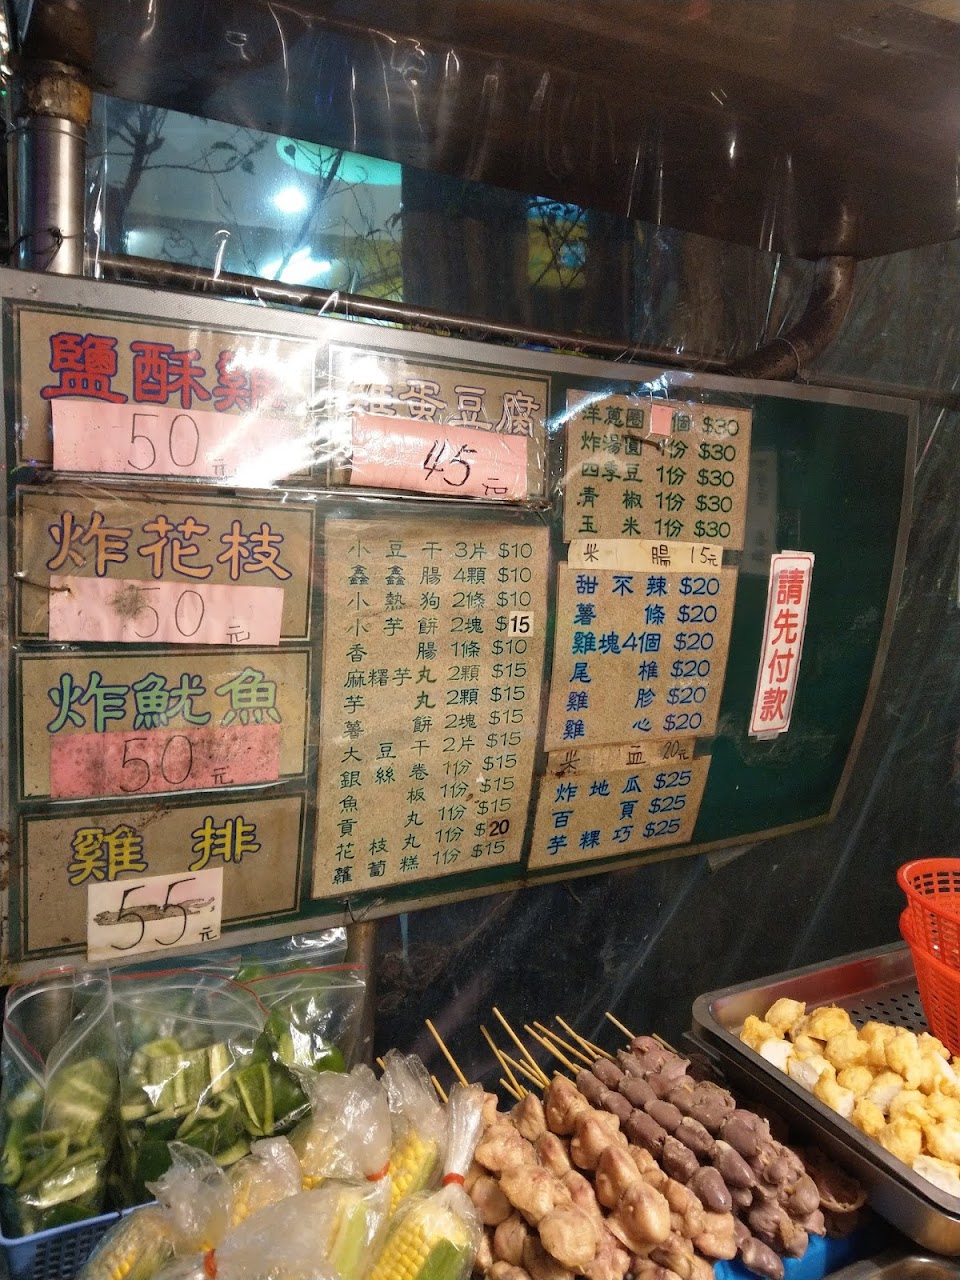 鹽酥雞
50元
炸花枝
50元
炸魷魚
50元
雞排
55元
雞蛋豆腐
45元
小豆干 3片 $10
鑫鑫腸 4顆 $10
小熱狗 2條 $10
小芋餅 2塊 $15
香腸 1條 $10
麻糬芋丸 2顆 $15
芋丸 2顆 $15
薯餅 2塊 $15
大豆干 2片 $15
銀絲卷 1份 $15
魚板 1份 $15
貢丸 1份 $15
花枝丸 1份 $20
蘿蔔糕 1份 $15
洋蔥圈 個 $30
炸湯圓 1份 $30
四季豆 1份 $30
青椒 1份 $30
玉米 1份 $30
米腸 15元
甜不辣 $20
薯條 $20
雞塊4個 $20
尾椎 $20
雞胗 $20
雞心 $20
米血 20元
炸地瓜 $25
百頁 $25
芋粿巧 $25
請先付款